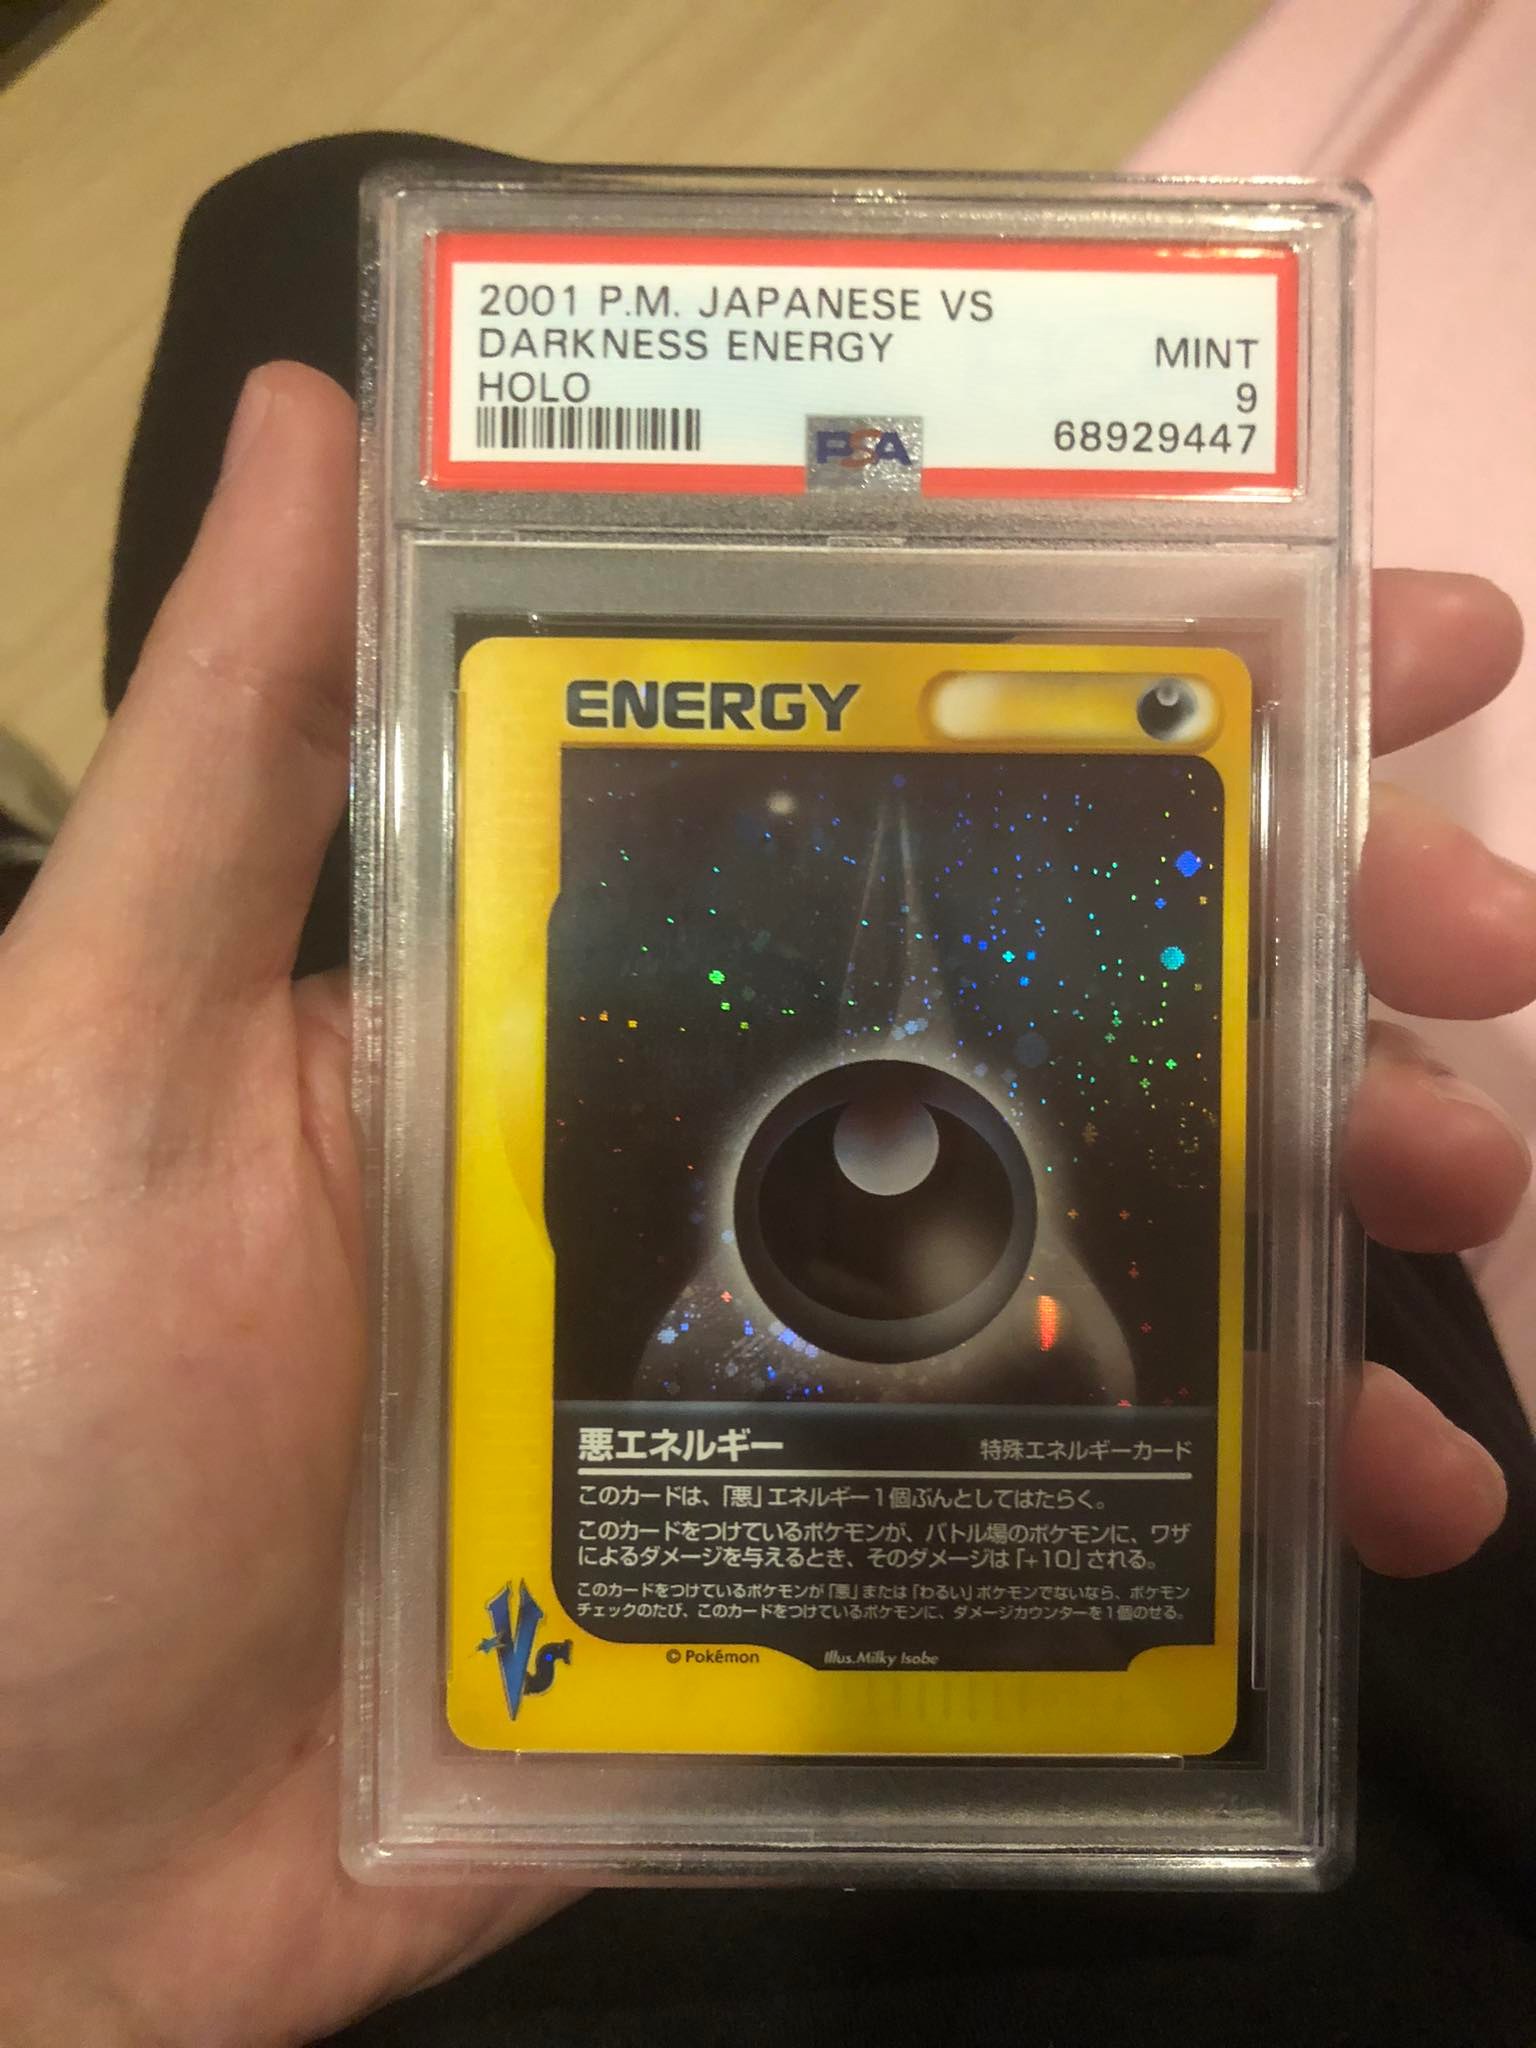 2001 P.M. JAPANESE VS
DARKNESS ENERGY
HOLO
MINT
9
68929447
PSA
ENERGY
悪エネルギー
特殊エネルギーカード
このカードは、「悪」エネルギー1個ぶんとしてはたらく。
このカードをつけているポケモンが、バトル場のポケモンに、ワザ
によるダメージを与えるとき、そのダメージは「+10」される。
このカードをつけているポケモンが「悪」または「わるい」ポケモンでないなら、ポケモン
チェックのたび、このカードをつけているポケモンに、ダメージカウンターを1個のせる。
Vs
© Pokémon
Illus.Milky Isobe